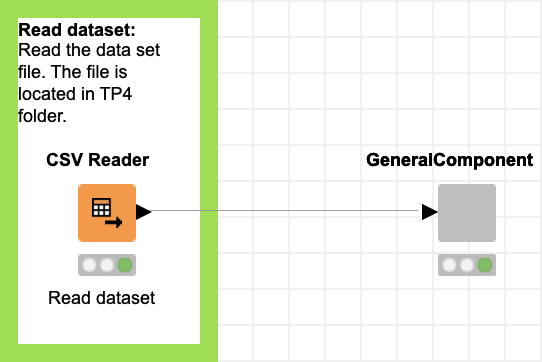 Read dataset:
Read the data set
file. The file is
located in TP4
folder.
CSV Reader
GeneralComponent
Read dataset